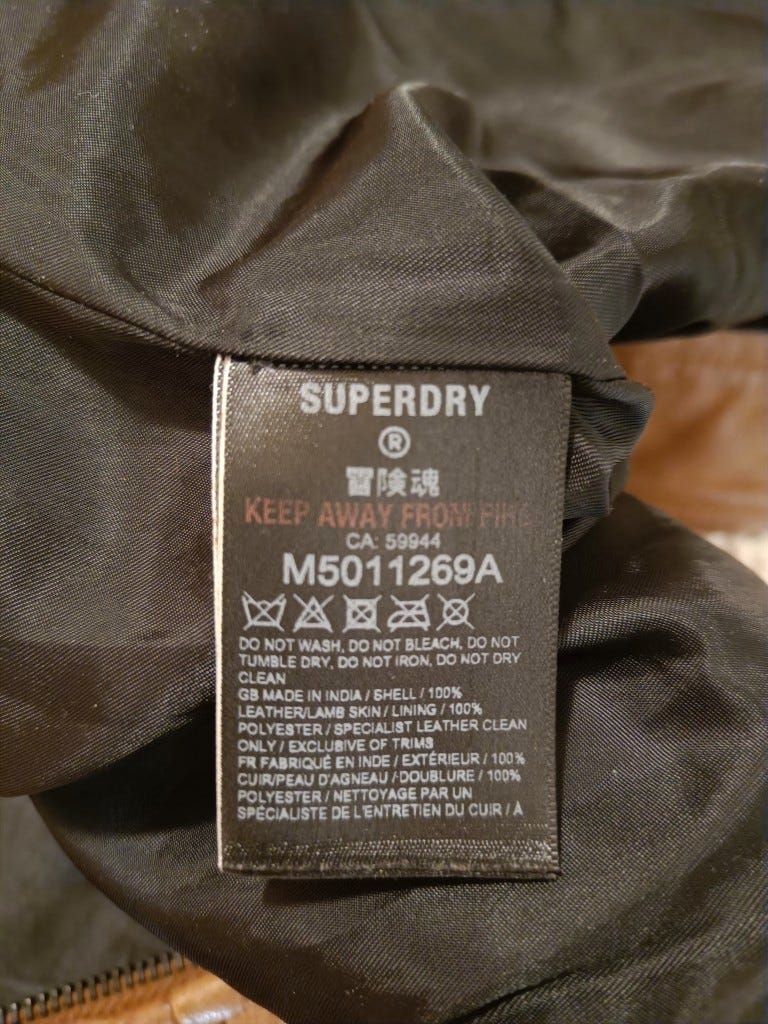 SUPERDRY
®
冒険魂
KEEP AWAY FROM FIRE
CA: 59944
M5011269A
DO NOT WASH, DO NOT BLEACH, DO NOT
TUMBLE DRY, DO NOT IRON, DO NOT DRY
CLEAN
GB MADE IN INDIA / SHELL / 100%
LEATHER/LAMB SKIN / LINING / 100%
POLYESTER / SPECIALIST LEATHER CLEAN
ONLY / EXCLUSIVE OF TRIMS
FR FABRIQUÉ EN INDE / EXTÉRIEUR / 100%
CUIR/PEAU D'AGNEAU / DOUBLURE / 100%
POLYESTER / NETTOYAGE PAR UN
SPÉCIALISTE DE L'ENTRETIEN DU CUIR / À